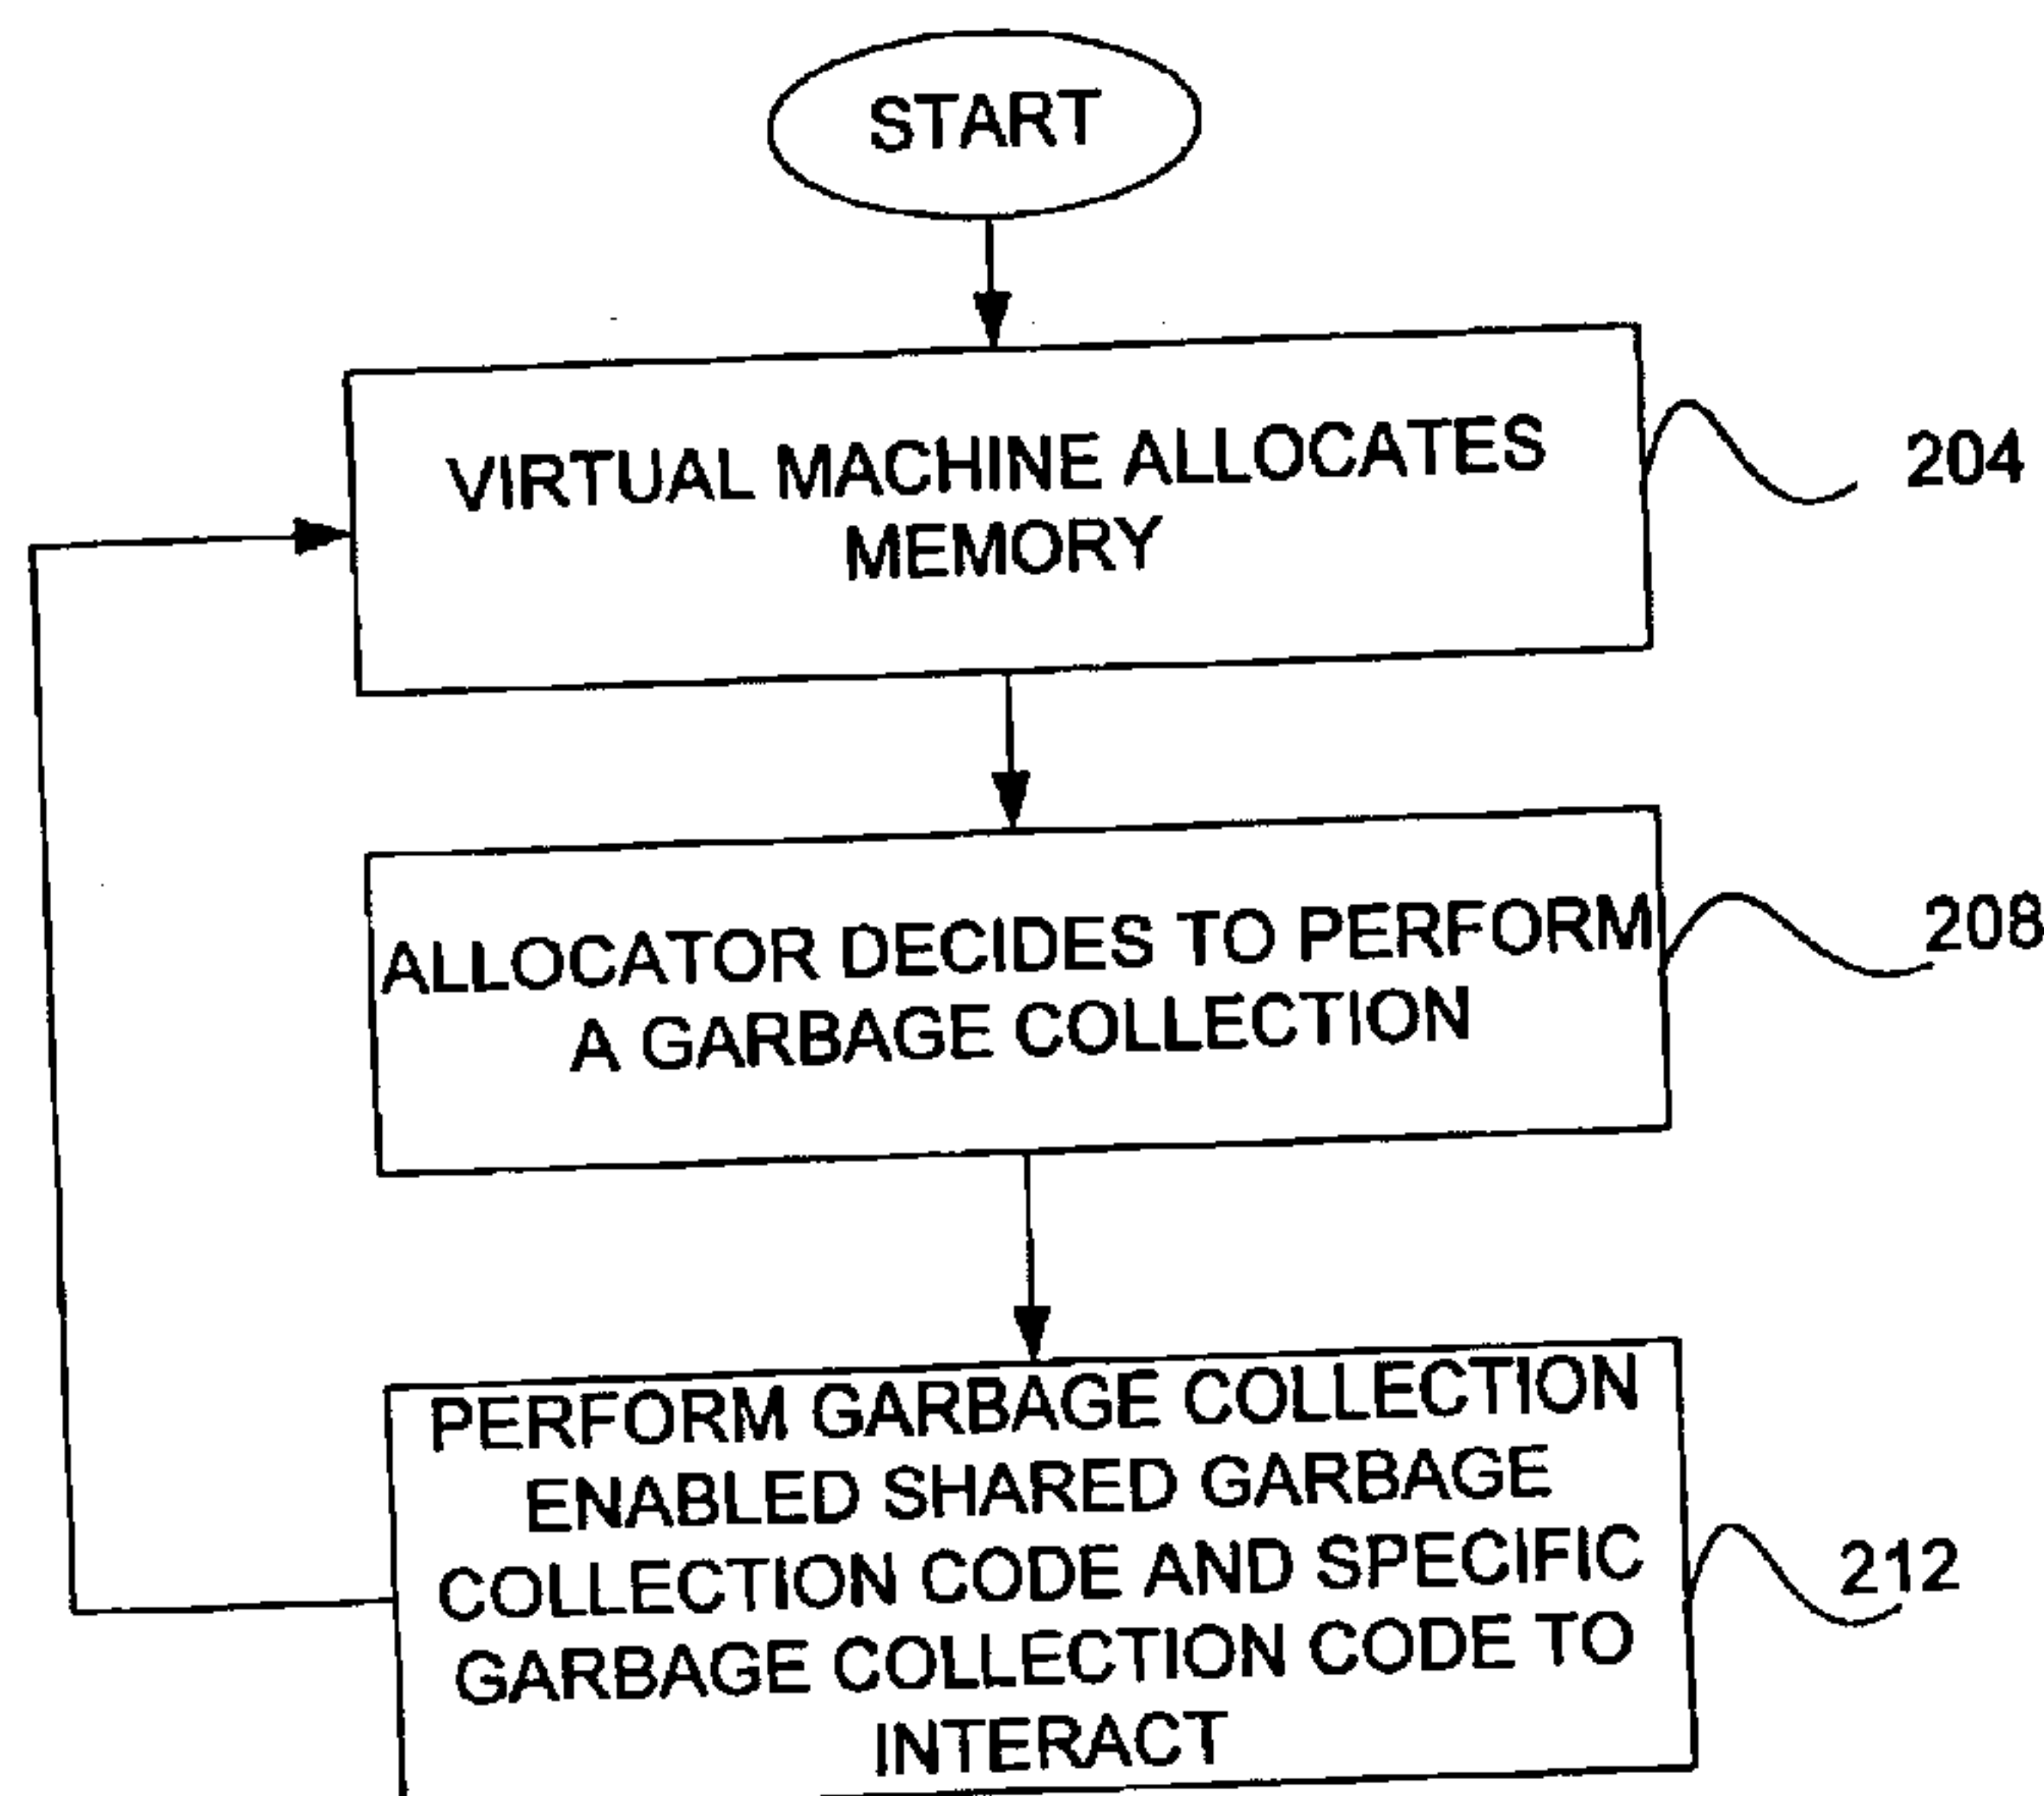 START
VIRTUAL MACHINE ALLOCATES
MEMORY
204
ALLOCATOR DECIDES TO PERFORM
A GARBAGE COLLECTION
208
PERFORM GARBAGE COLLECTION
ENABLED SHARED GARBAGE
COLLECTION CODE AND SPECIFIC
GARBAGE COLLECTION CODE TO
INTERACT
212